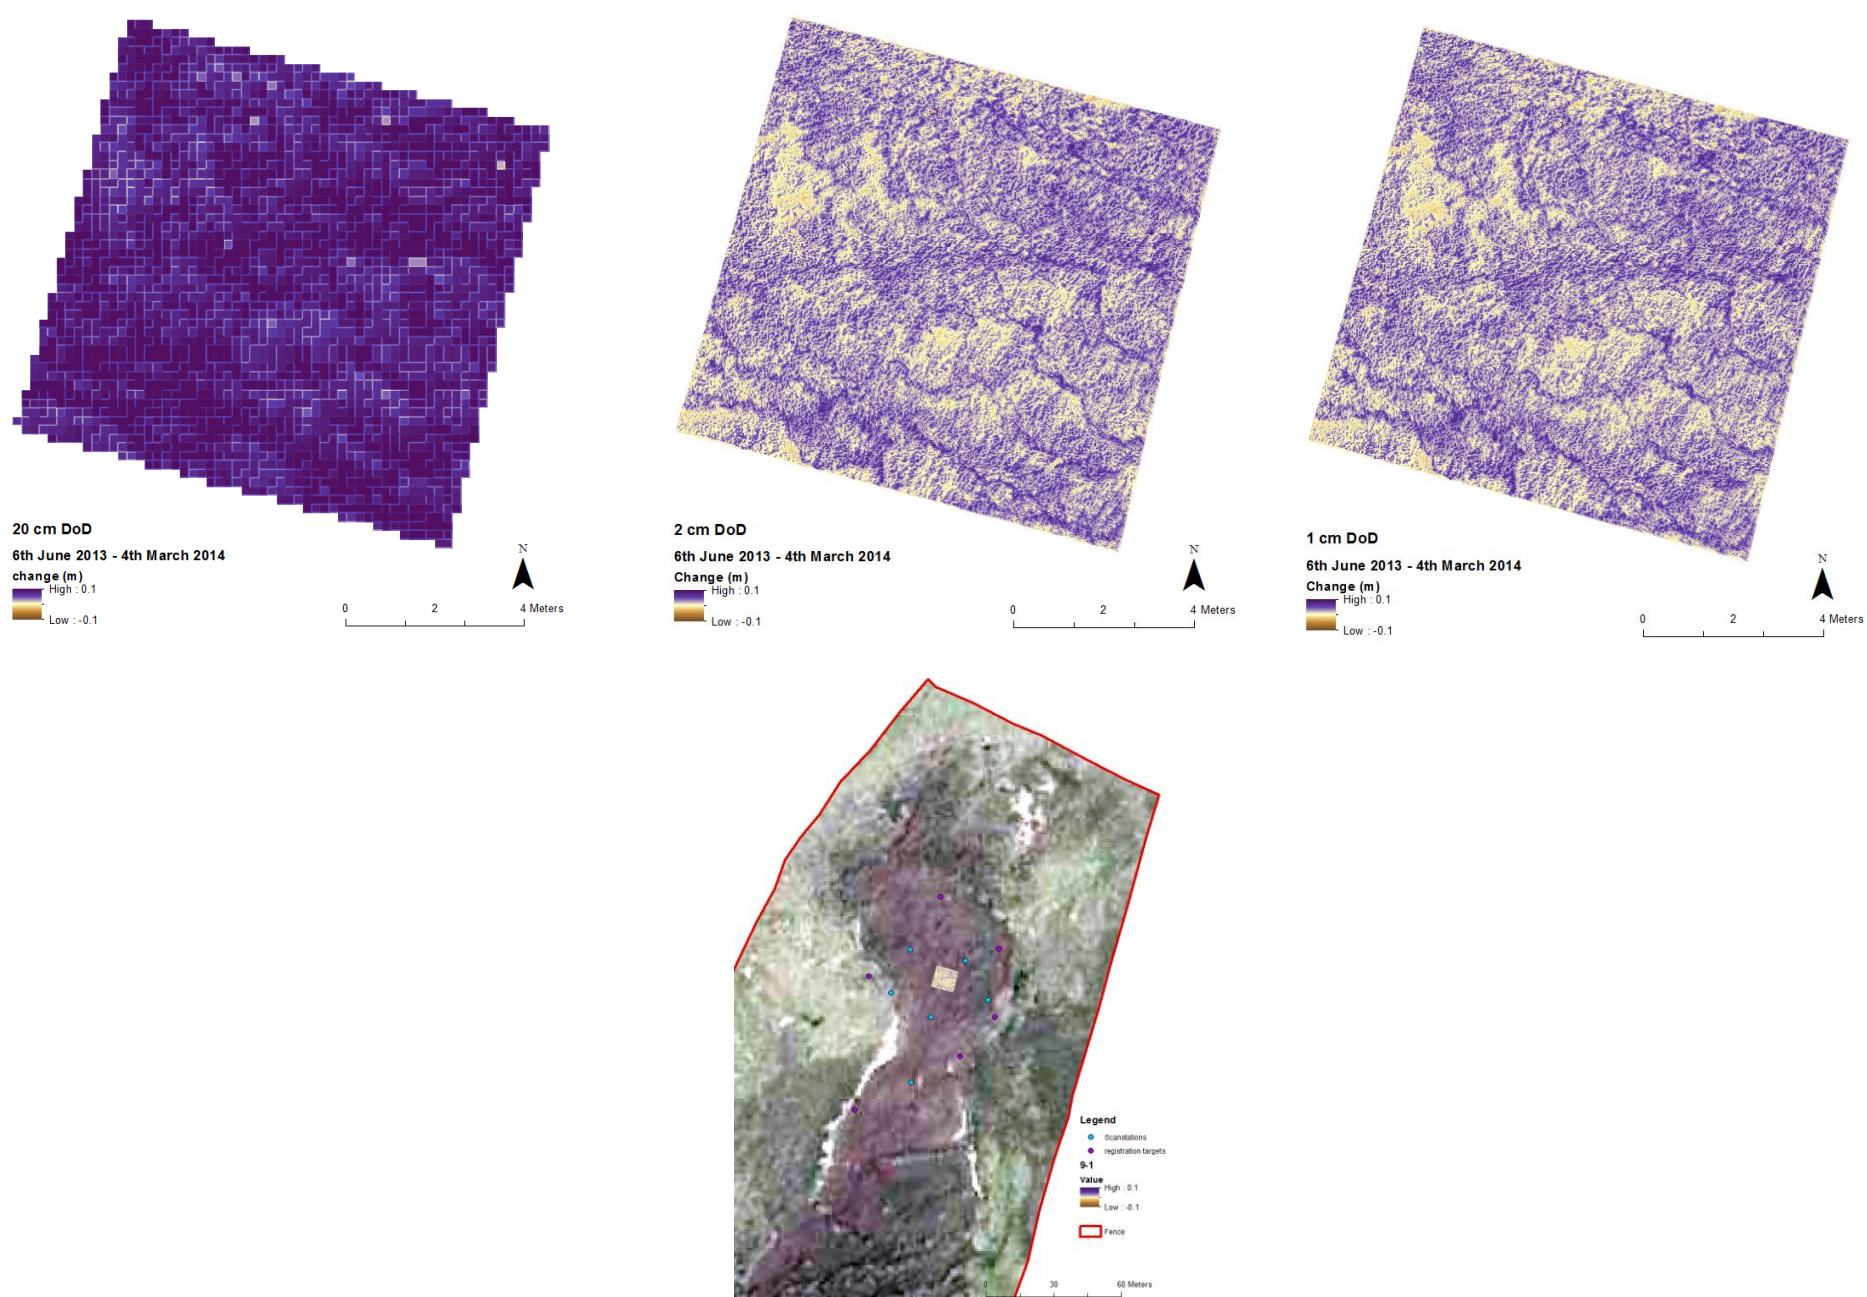 20 cm DoD
6th June 2013 - 4th March 2014
change (m)
High : 0.1
Low : -0.1
N
0 2 4 Meters
2 cm DoD
6th June 2013 - 4th March 2014
Change (m)
High : 0.1
Low : -0.1
N
0 2 4 Meters
1 cm DoD
6th June 2013 - 4th March 2014
Change (m)
High : 0.1
Low : -0.1
N
0 2 4 Meters
Legend
Scanstations
registration targets
9-1
Value
High : 0.1
Low : -0.1
Fence
0 30 60 Meters